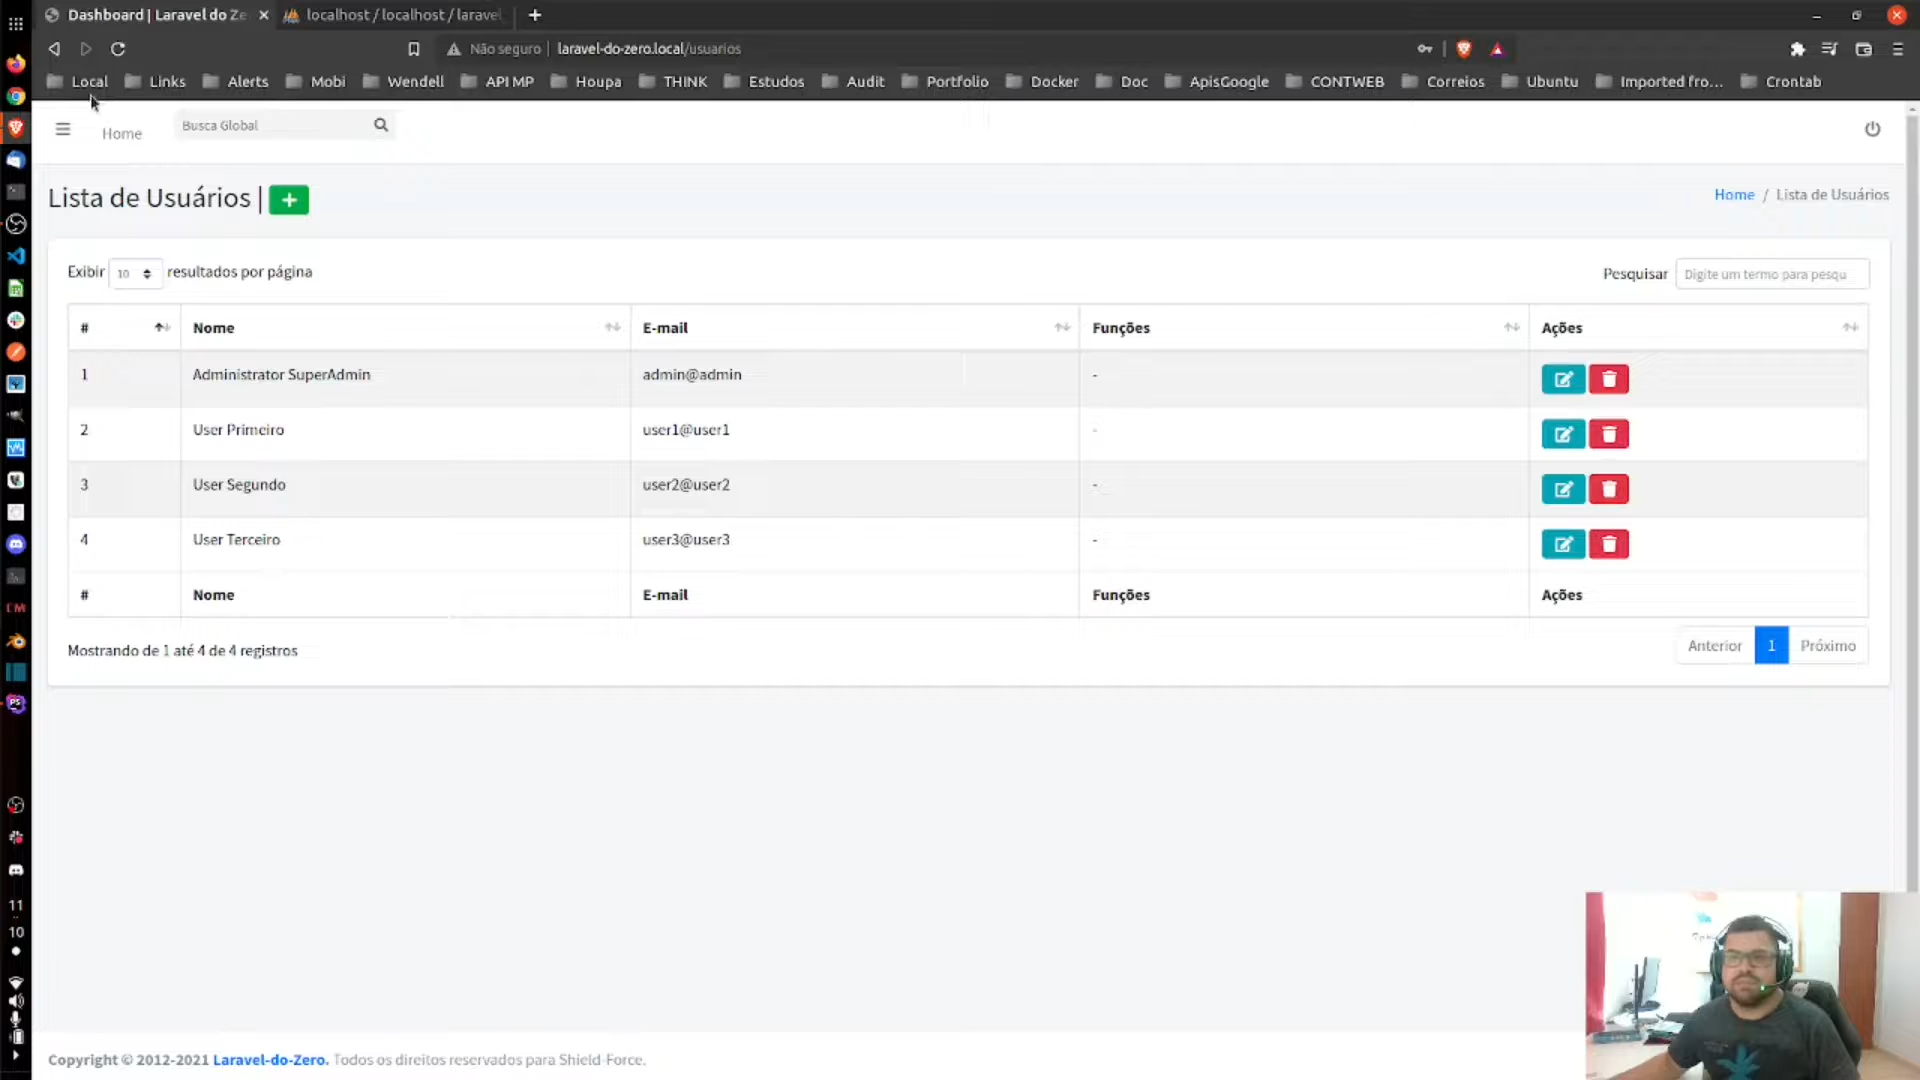 Dashboard | Laravel do Ze
localhost / localhost / laravel
Não seguro | laravel-do-zero.local/usuarios
Local Links Alerts Mobi Wendell API MP Houpa THINK Estudos Audit Portfolio Docker Doc ApisGoogle CONTWEB Correios Ubuntu Imported fro... Crontab
Home
Busca Global
Lista de Usuários | +
Home / Lista de Usuários
Exibir 10 resultados por página
Pesquisar Digite um termo para pesqu
# Nome E-mail Funções Ações
1 Administrator SuperAdmin admin@admin -
2 User Primeiro user1@user1 -
3 User Segundo user2@user2 -
4 User Terceiro user3@user3 -
# Nome E-mail Funções Ações
Mostrando de 1 até 4 de 4 registros
Anterior 1 Próximo
11
10
Copyright © 2012-2021 Laravel-do-Zero. Todos os direitos reservados para Shield-Force.